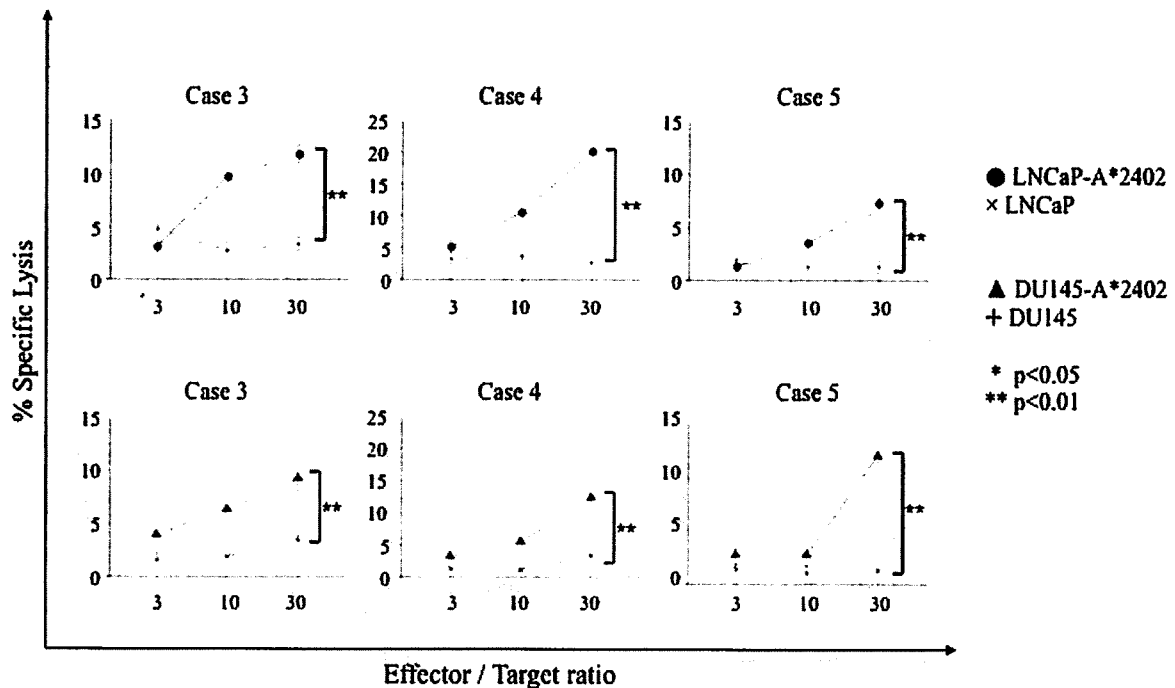 % Specific Lysis
Case 3
15
10
5
0
3 10 30
**
Case 4
25
20
15
10
5
0
3 10 30
**
Case 5
15
10
5
0
3 10 30
**
LNCaP-A*2402
× LNCaP
DU145-A*2402
+ DU145
* p<0.05
** p<0.01
Case 3
15
10
5
0
3 10 30
**
Case 4
25
20
15
10
5
0
3 10 30
**
Case 5
15
10
5
0
3 10 30
**
Effector / Target ratio